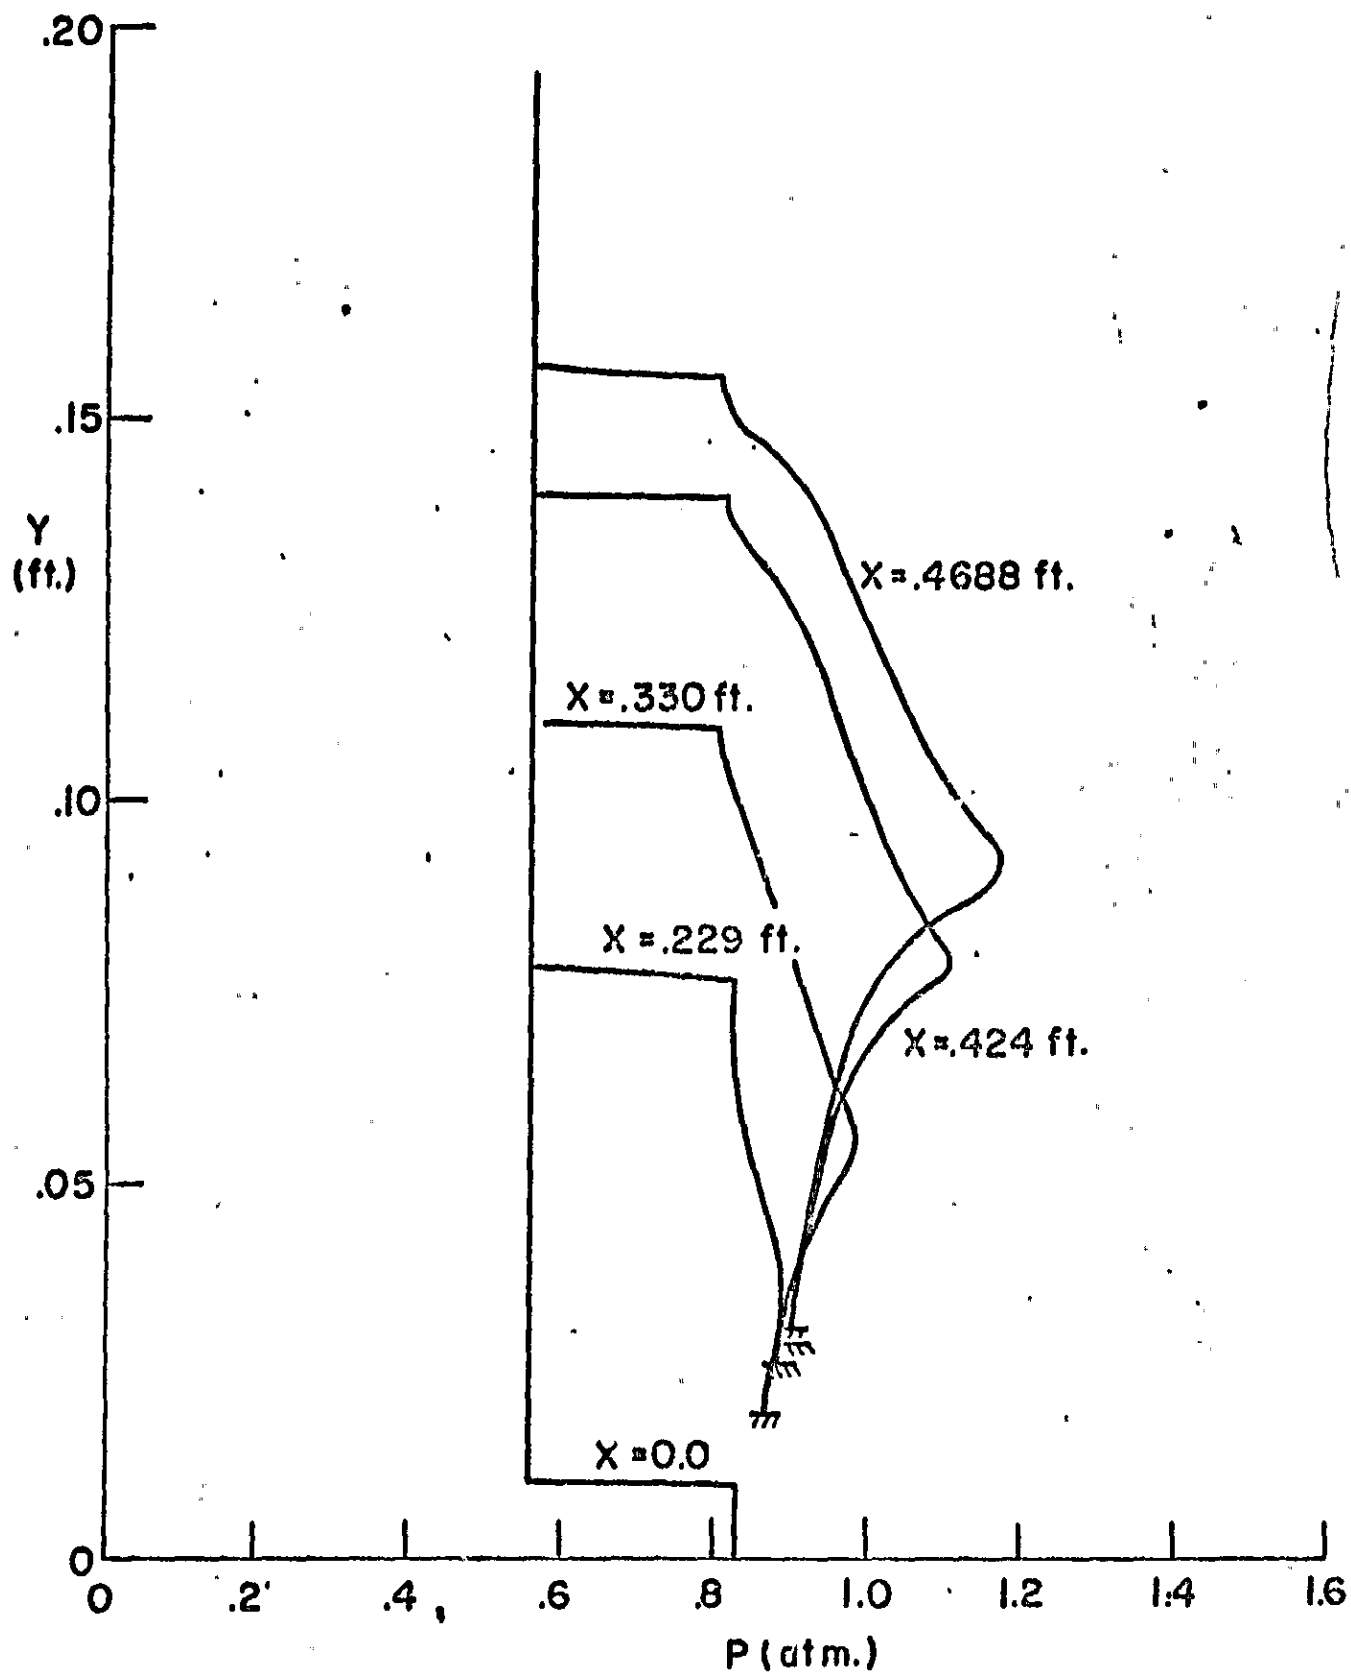 .20
.15
Y
(ft.)
X=.4688 ft.
X=.330 ft.
.10
X=.229 ft.
X=.424 ft.
.05
X=0.0
0
0 .2 .4 .6 .8 1.0 1.2 1.4 1.6
P (atm.)